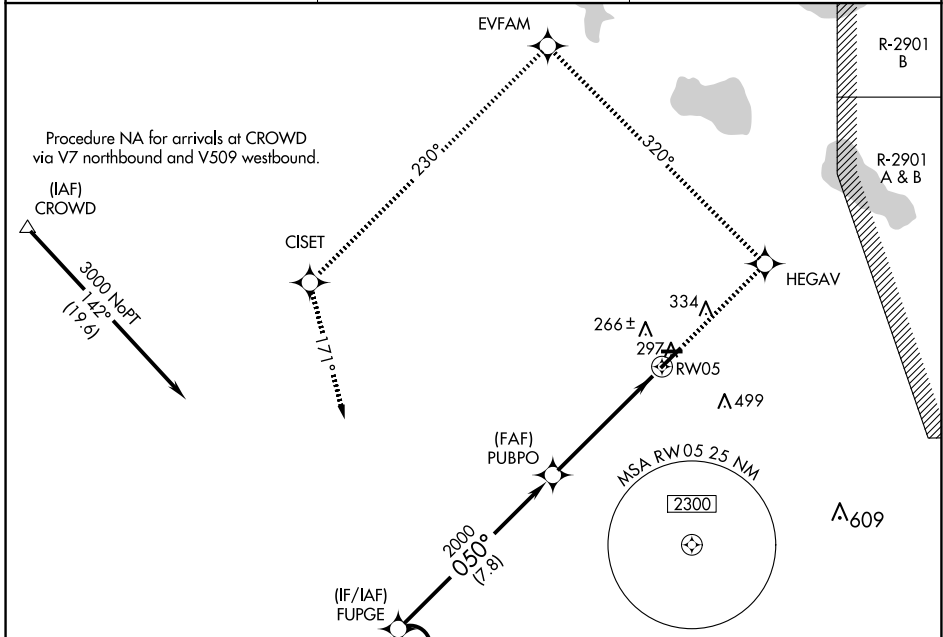 EVFAM
R-2901
B
Procedure NA for arrivals at CROWD
via V7 northbound and V509 westbound.
230°
320°
R-2901
A & B
(IAF)
CROWD
CISET
HEGAV
3000 NoPT
142°
(19.6)
334
266±
297
171°
RW05
499
(FAF)
PUBPO
MSA RW05 25 NM
2300
609
2000
050°
(7.8)
(IF/IAF)
FUPGE